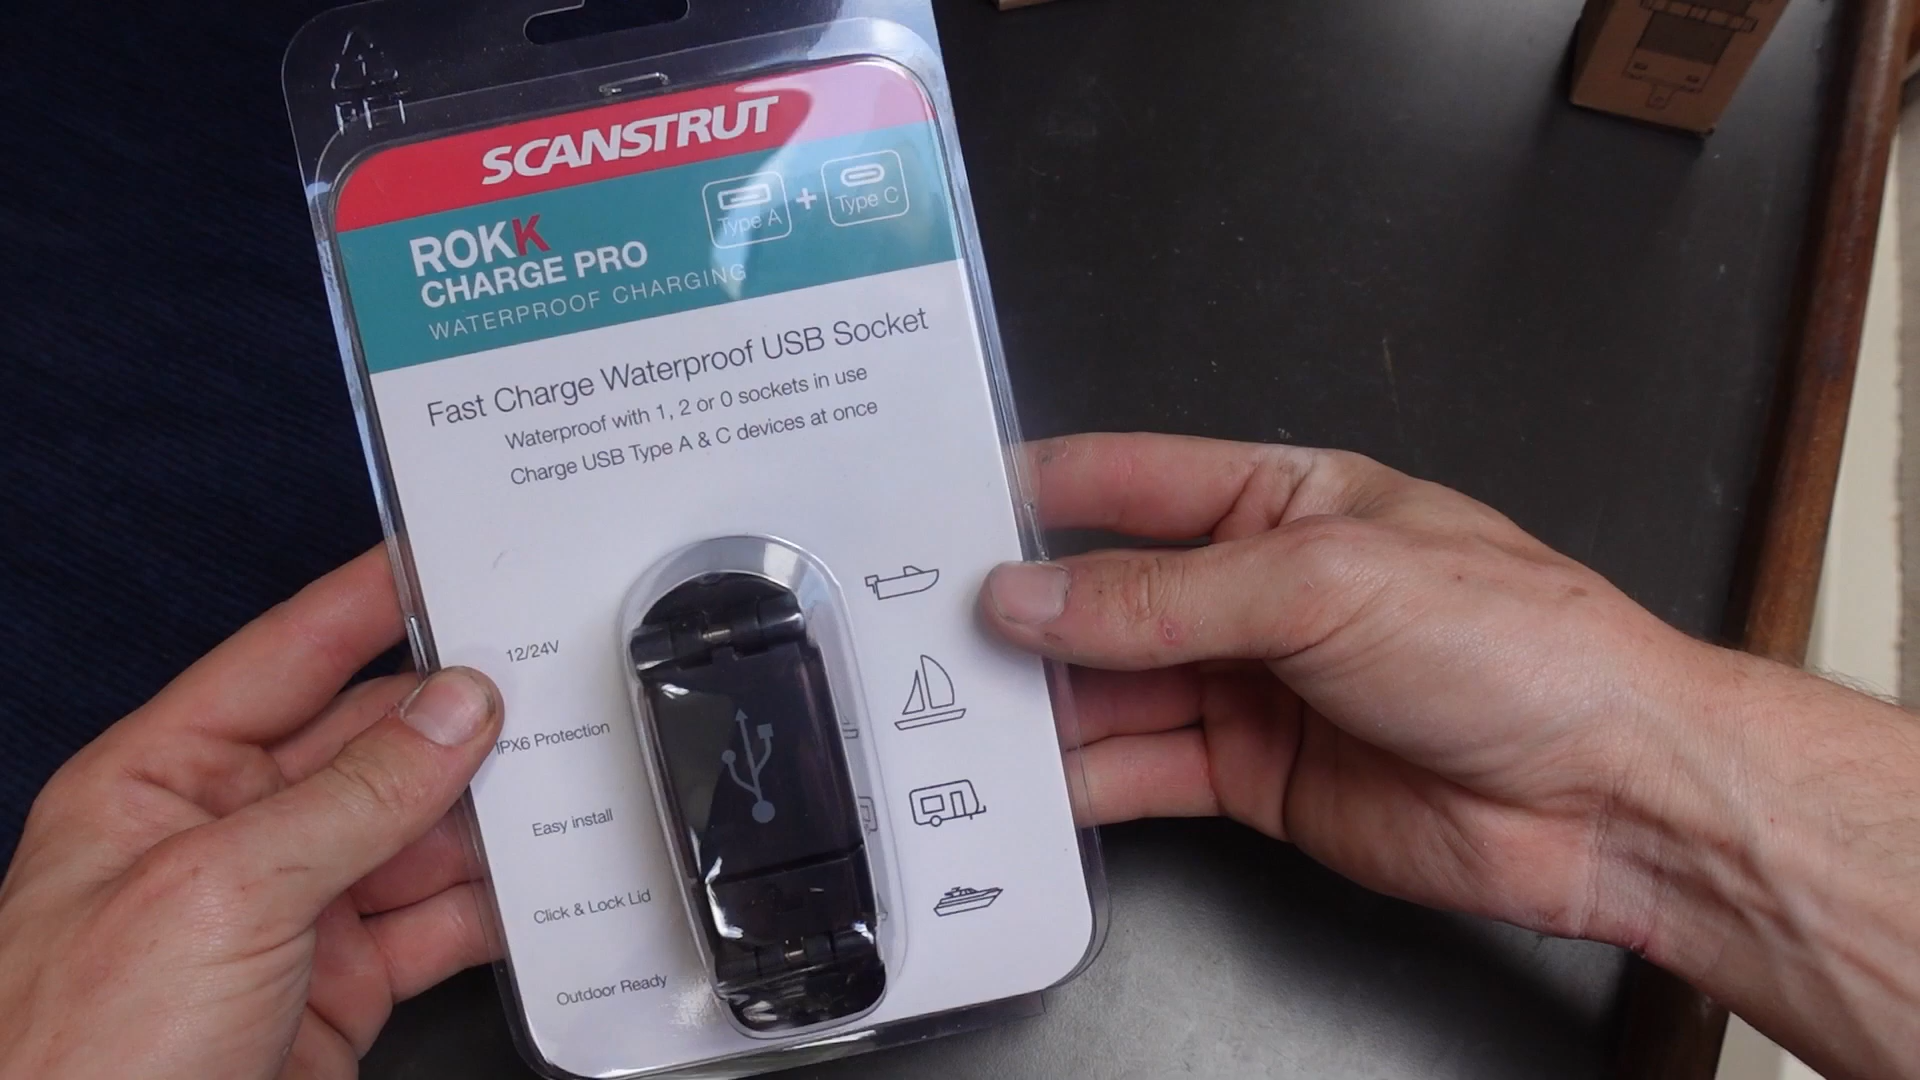 PET
SCANSTRUT
ROKK
CHARGE PRO
WATERPROOF CHARGING
Type A + Type C
Fast Charge Waterproof USB Socket
Waterproof with 1, 2 or 0 sockets in use
Charge USB Type A & C devices at once
12/24V
IPX6 Protection
Easy install
Click & Lock Lid
Outdoor Ready